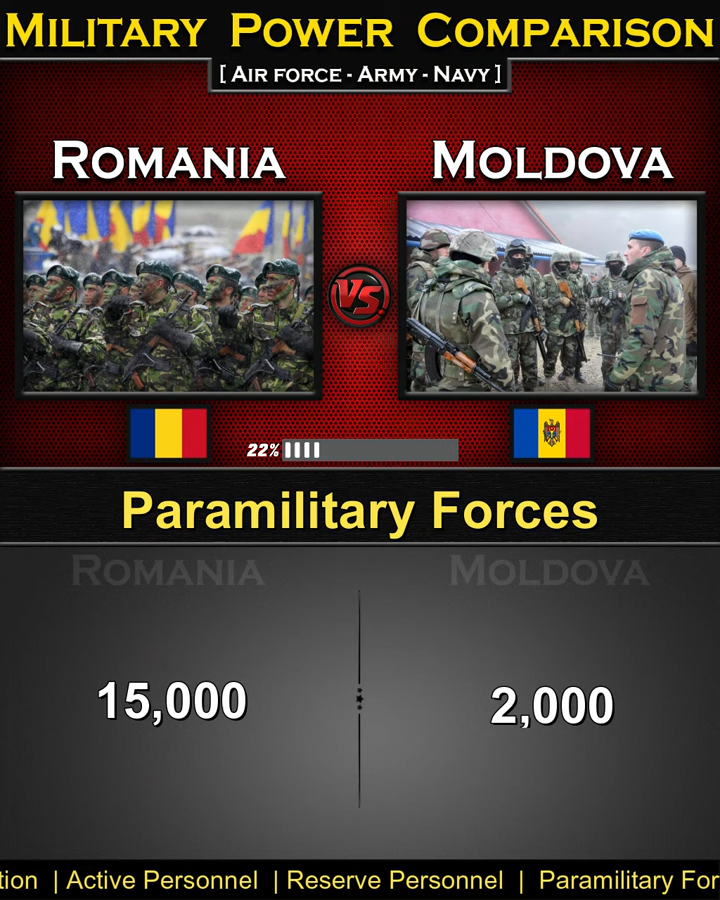 MILITARY POWER COMPARISON
[ AIR FORCE - ARMY - NAVY ]
ROMANIA
MOLDOVA
VS.
22%
Paramilitary Forces
ROMANIA
MOLDOVA
15,000
2,000
tion | Active Personnel | Reserve Personnel | Paramilitary For